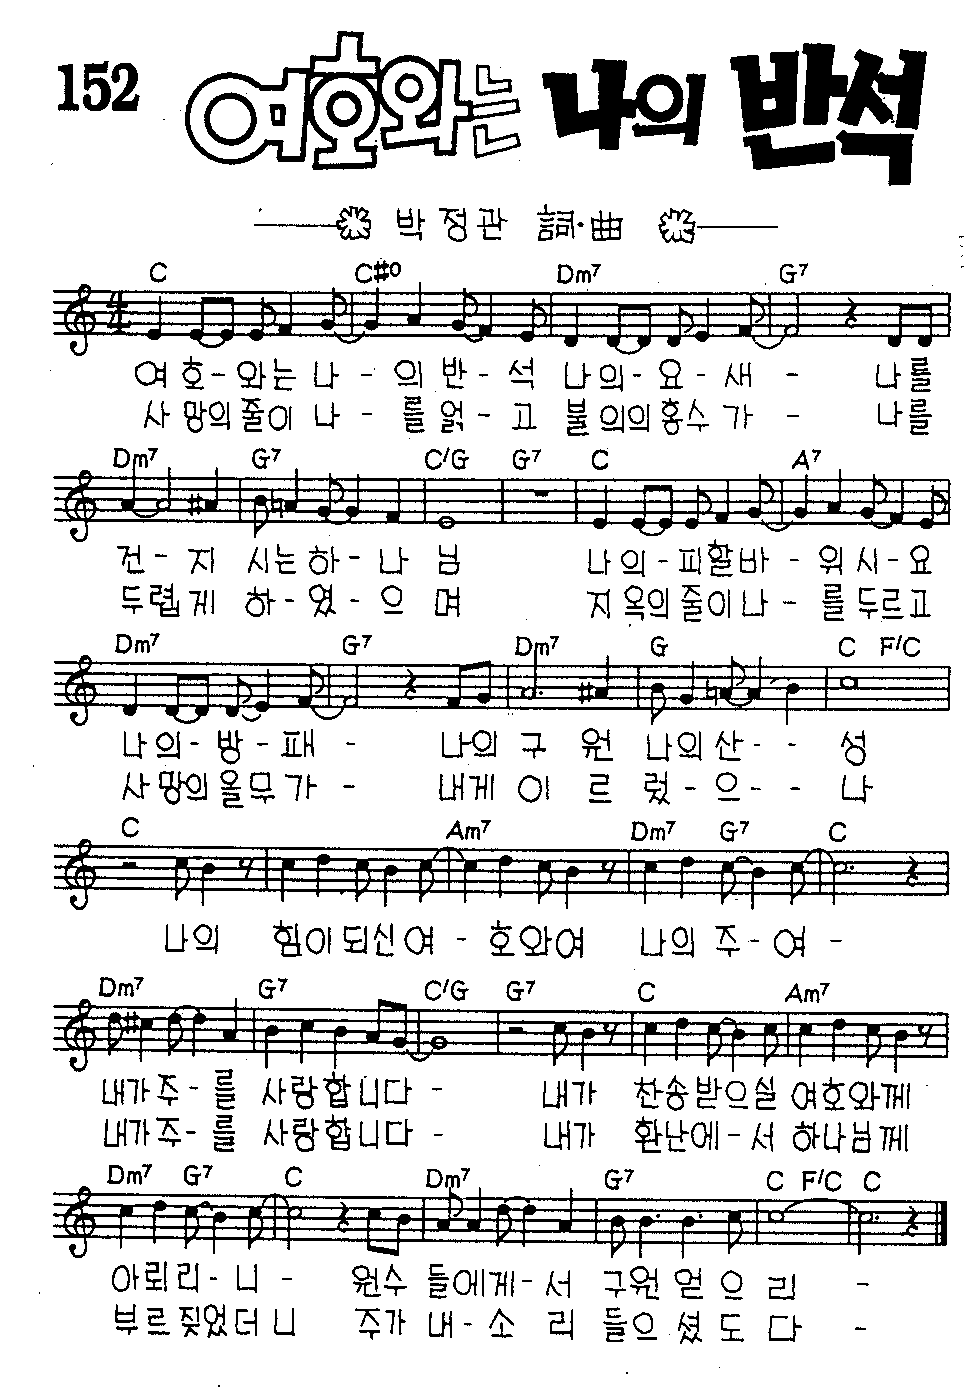 152
여호와는 나의 반석
박정관 詞·曲
C C#o Dm7 G7
여 호-와는 나 - 의 반 - 석 나의 - 요 - 새 - 나를
사 망의줄이 나 - 를 얽 - 고 불의의홍수가 - 나를
Dm7 G7 C/G G7 C A7
건 - 지 시는하 - 나 님 나의 - 피할바 - 위시 - 요
두렵게 하 - 였 - 으 며 지옥의줄이나 - 를두르고
Dm7 G7 Dm7 G C F/C
나의 - 방 - 패 - 나의 구 원 나의산 - - 성
사망의올무가 - 내게이 르 렀 - 으 - - 나
C Am7 Dm7 G7 C
나의 힘이되신여 - 호와여 나의 주 - 여 -
Dm7 G7 C/G G7 C Am7
내가주 - 를 사랑합니다 - 내가 찬송받으실 여호와께
내가주 - 를 사랑합니다 - 내가 환난에 - 서 하나님께
Dm7 G7 C Dm7 G7 C F/C C
아뢰리 - 니 - 원수 들에게 - 서 구원 얻 으 리 -
부르짖었더니 주가 내 - 소 리 들으셨도다 -